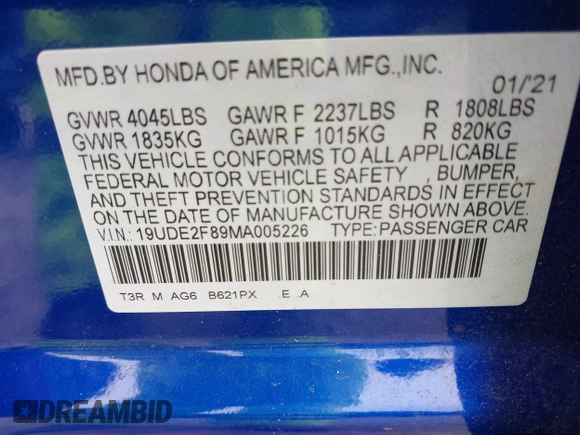 MFD.BY HONDA OF AMERICA MFG.,INC.
01/'21
GVWR 4045LBS GAWR F 2237LBS R 1808LBS
GVWR 1835KG GAWR F 1015KG R 820KG
THIS VEHICLE CONFORMS TO ALL APPLICABLE
FEDERAL MOTOR VEHICLE SAFETY , BUMPER,
AND THEFT PREVENTION STANDARDS IN EFFECT
ON THE DATE OF MANUFACTURE SHOWN ABOVE.
V.I.N.: 19UDE2F89MA005226 TYPE:PASSENGER CAR
T3R M AG6 B621PX .E .A
DREAMBID